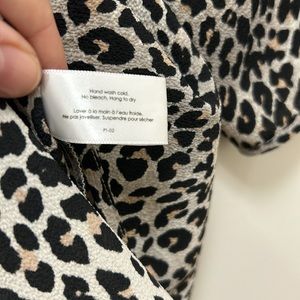 Hand wash cold.
No bleach, Hang to dry
Laver à la main à l'eau froide.
Ne pas javelliser. Suspendre pour sécher
P1-02